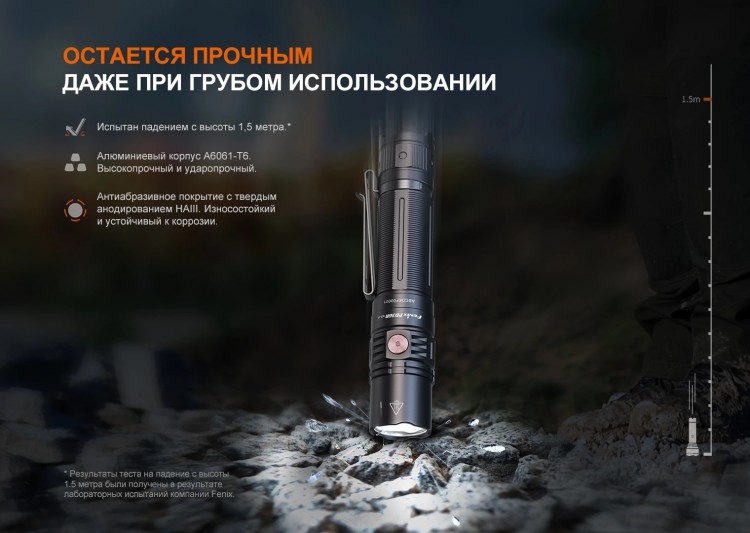 ОСТАЕТСЯ ПРОЧНЫМ
ДАЖЕ ПРИ ГРУБОМ ИСПОЛЬЗОВАНИИ
Испытан падением с высоты 1,5 метра.*
Алюминиевый корпус A6061-T6.
Высокопрочный и ударопрочный.
Антиабразивное покрытие с твердым
анодированием HAIII. Износостойкий
и устойчивый к коррозии.
1.5m
Fenix PD36R
* Результаты теста на падение с высоты
1.5 метра были получены в результате
лабораторных испытаний компании Fenix.